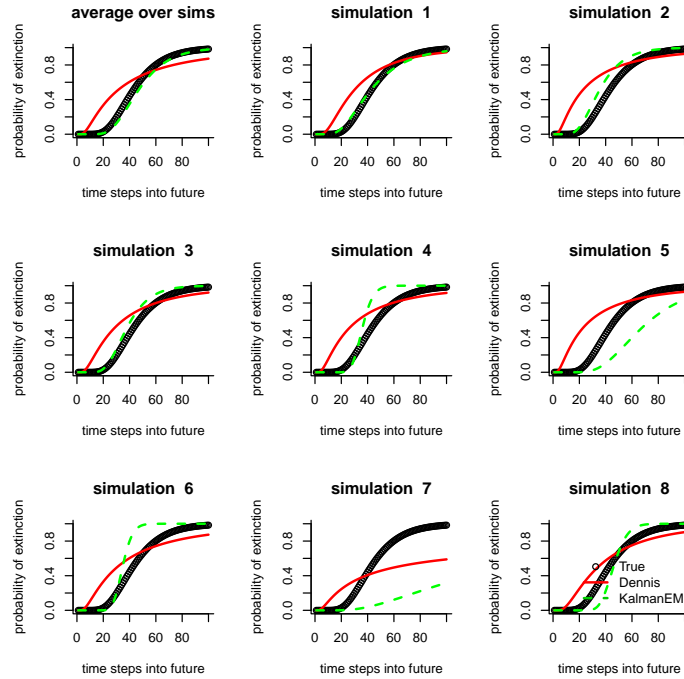 average over sims
probability of extinction
0.0 0.4 0.8
0 20 40 60 80
time steps into future
simulation 1
probability of extinction
0.0 0.4 0.8
0 20 40 60 80
time steps into future
simulation 2
probability of extinction
0.0 0.4 0.8
0 20 40 60 80
time steps into future
simulation 3
probability of extinction
0.0 0.4 0.8
0 20 40 60 80
time steps into future
simulation 4
probability of extinction
0.0 0.4 0.8
0 20 40 60 80
time steps into future
simulation 5
probability of extinction
0.0 0.4 0.8
0 20 40 60 80
time steps into future
simulation 6
probability of extinction
0.0 0.4 0.8
0 20 40 60 80
time steps into future
simulation 7
probability of extinction
0.0 0.4 0.8
0 20 40 60 80
time steps into future
simulation 8
probability of extinction
0.0 0.4 0.8
0 20 40 60 80
time steps into future
True
Dennis
KalmanEM